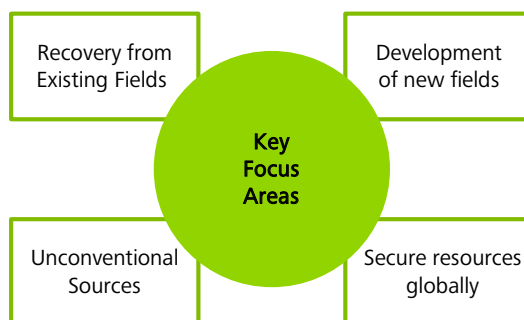 Recovery from
Existing Fields
Development
of new fields
Key
Focus
Areas
Unconventional
Sources
Secure resources
globally